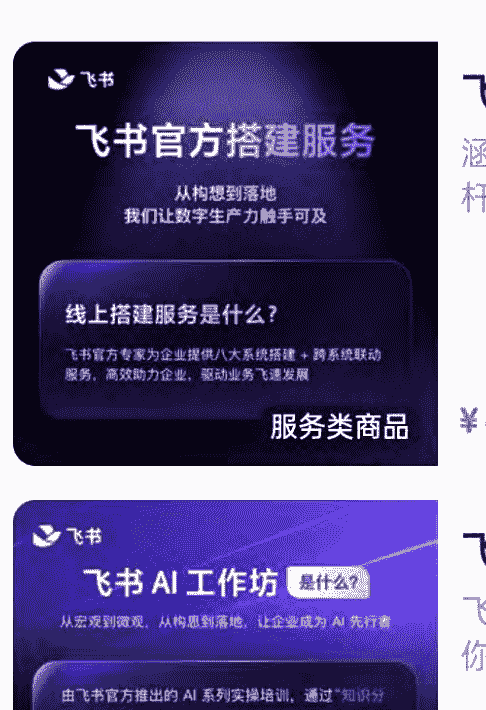 飞书
飞书官方搭建服务
从构想到落地
我们让数字生产力触手可及
线上搭建服务是什么？
飞书官方专家为企业提供八大系统搭建 + 跨系统联动
服务，高效助力企业，驱动业务飞速发展
服务类商品
飞
涵
杆
¥
飞书
飞书 AI 工作坊 是什么？
从宏观到微观，从构思到落地，让企业成为 AI 先行者
由飞书官方推出的 AI 系列实操培训，通过“知识分
飞
飞
你